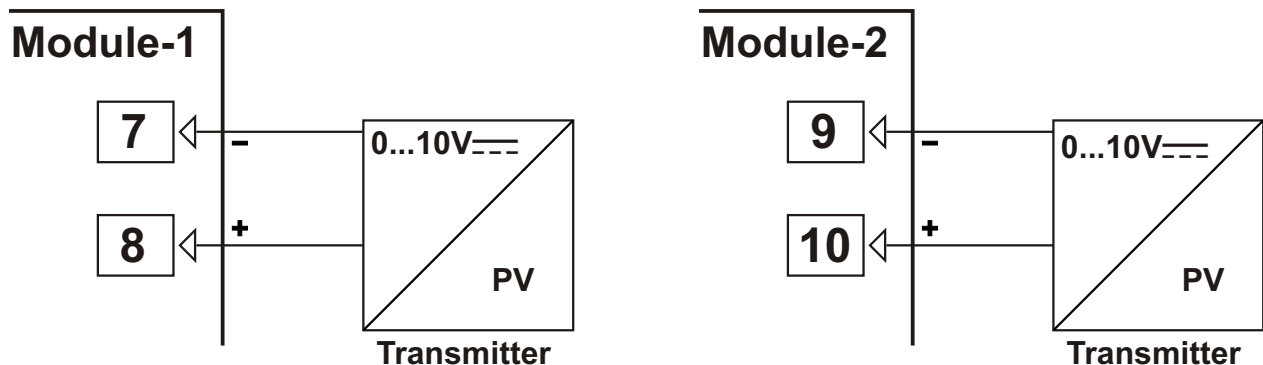 Module-1
7
-
0...10V
8
+
PV
Transmitter
Module-2
9
-
0...10V
10
+
PV
Transmitter